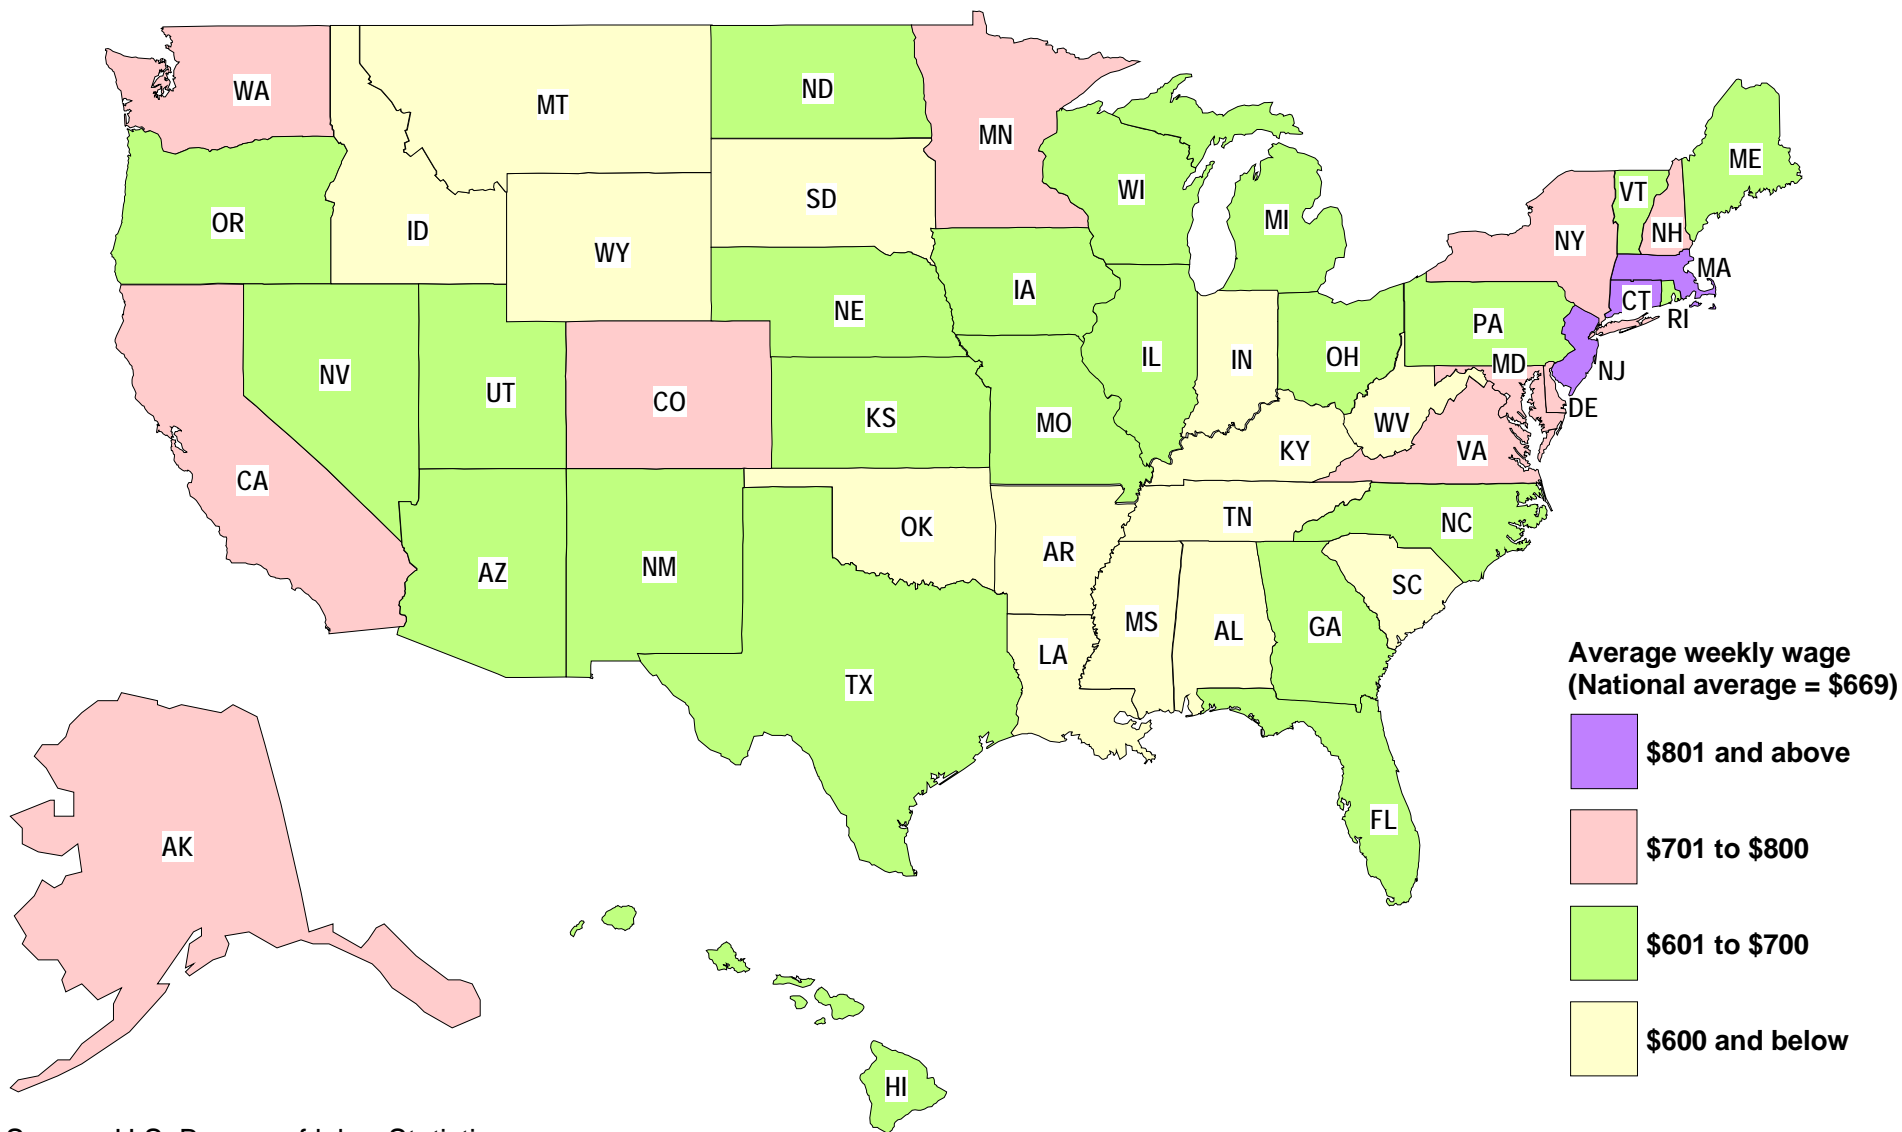 WA
MT
ND
MN
ME
VT
NH
NY
WI
MI
SD
OR
ID
WY
MA
CT
RI
IA
NE
PA
NV
UT
CO
IL
IN
OH
MD
NJ
DE
KS
MO
WV
KY
VA
CA
OK
TN
NC
AZ
NM
AR
SC
MS
AL
GA
LA
TX
FL
AK
HI
Average weekly wage
(National average = $669)
$801 and above
$701 to $800
$601 to $700
$600 and below